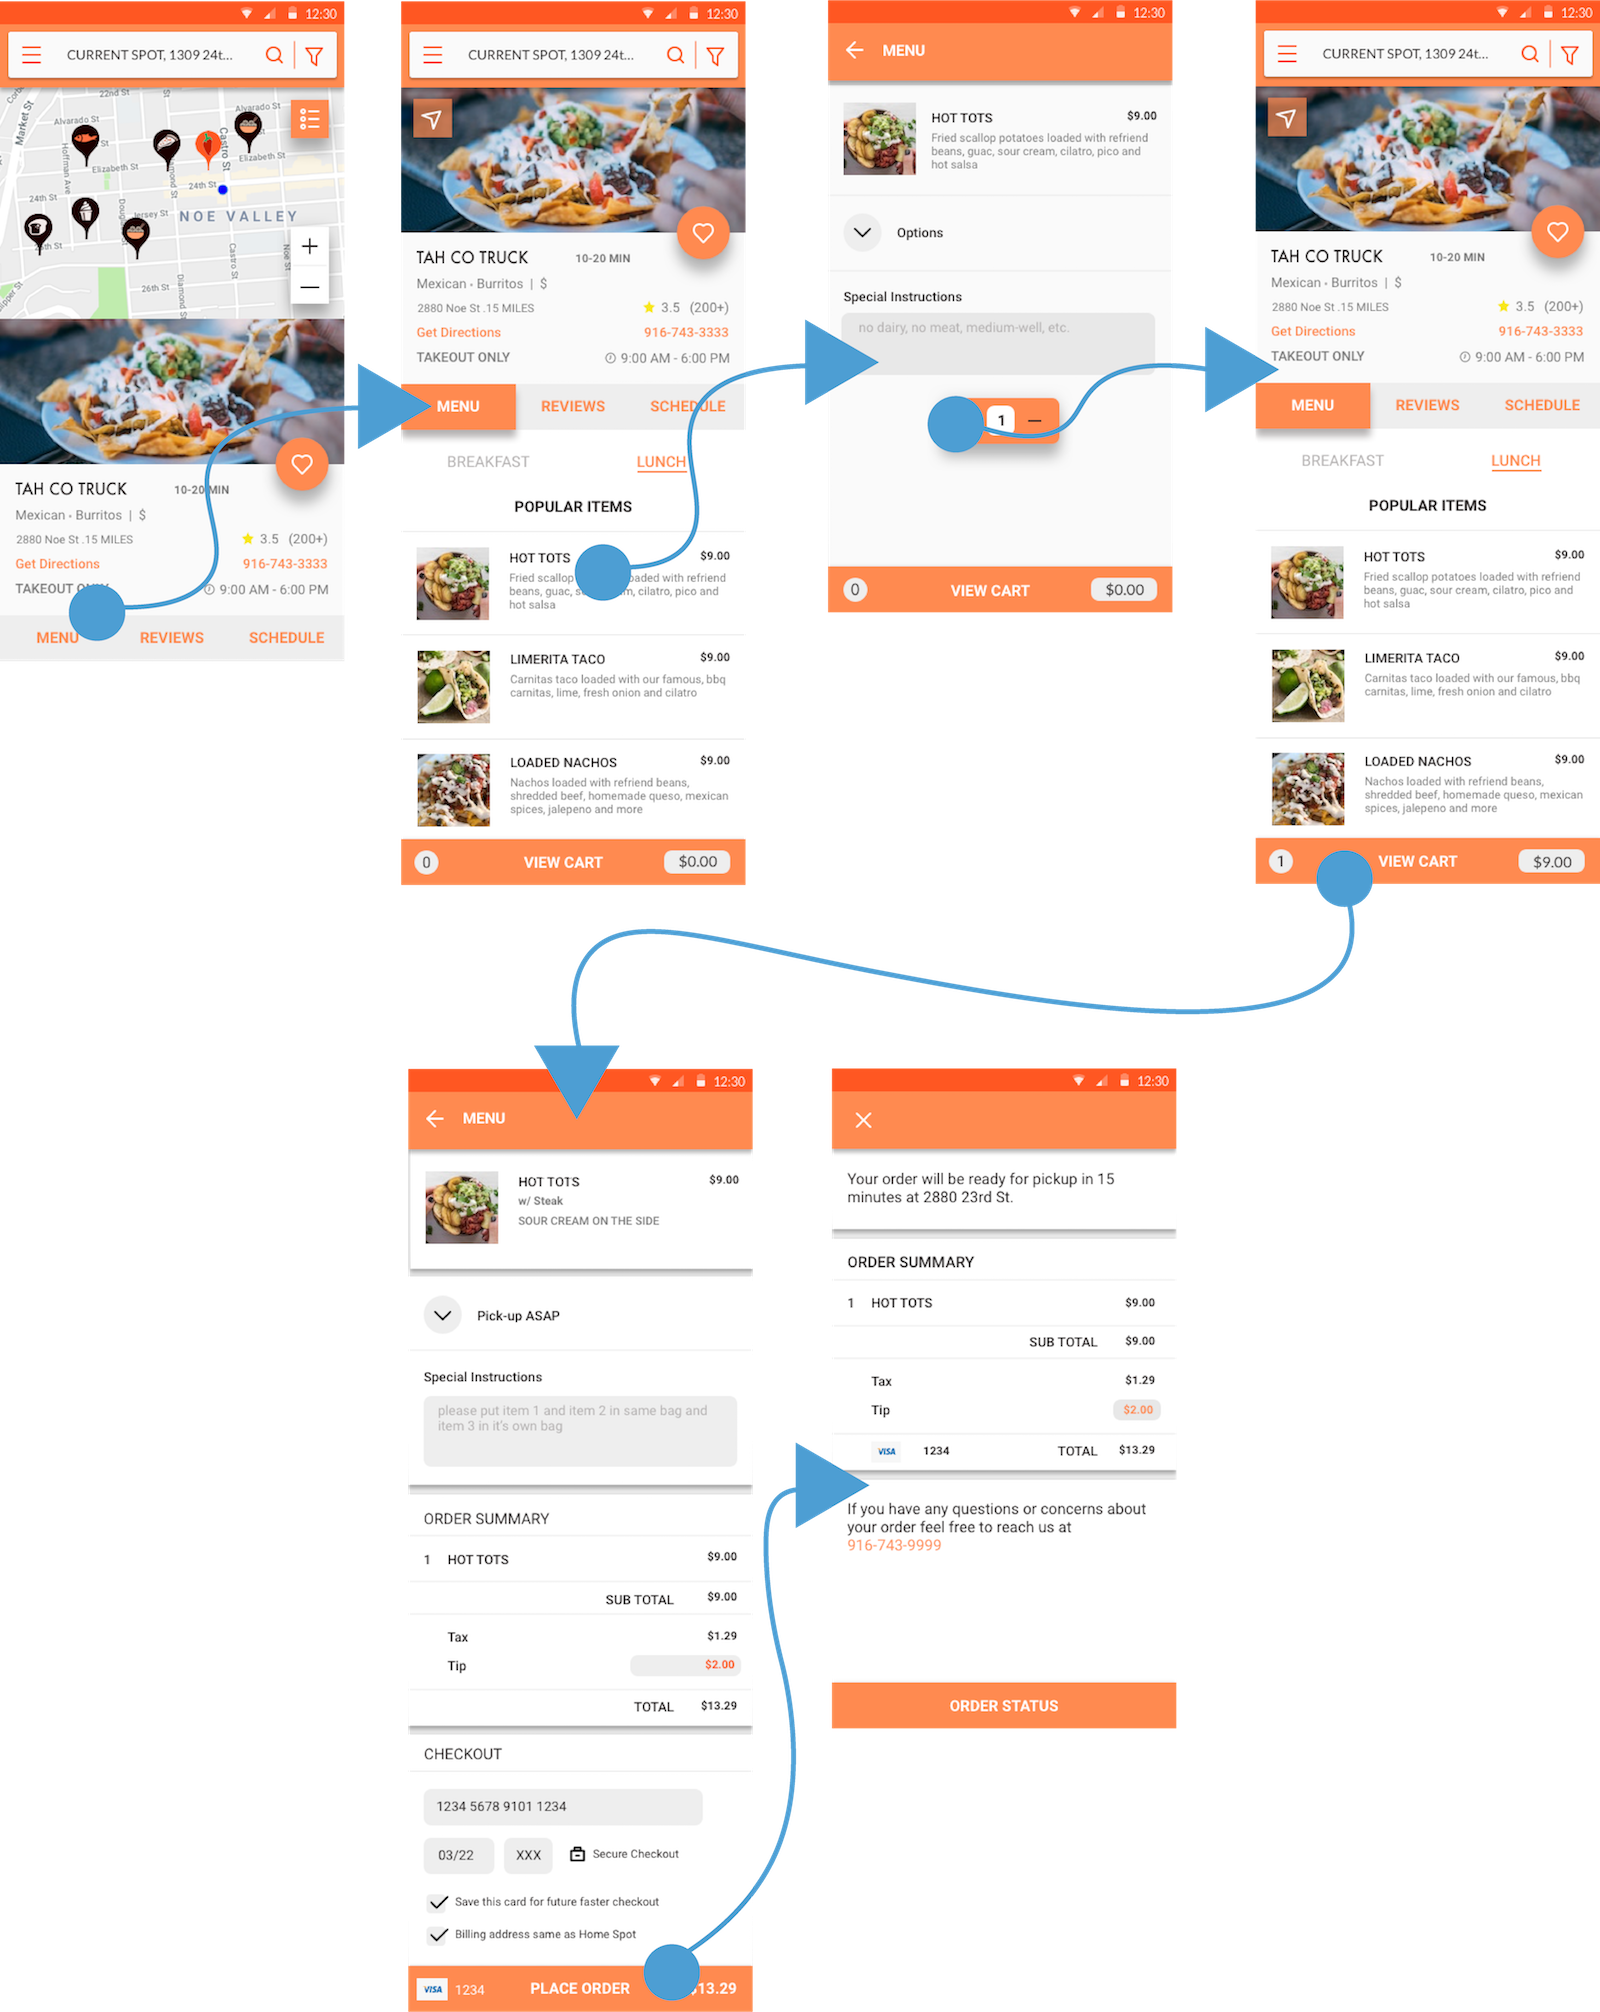 12:30
CURRENT SPOT, 1309 24t...
22nd St
Alvarado St
Alvarado St
Market St
Castro St
Hoffman Ave
Elizabeth St
Elizabeth St
24th St
24th St
NOE VALLEY
Jersey St
Castro St
Noe St
26th St
Diamond St
TAH CO TRUCK 10-20 MIN
Mexican • Burritos | $
2880 Noe St .15 MILES 3.5 (200+)
Get Directions 916-743-3333
TAKEOUT 9:00 AM - 6:00 PM
MENU REVIEWS SCHEDULE
12:30
CURRENT SPOT, 1309 24t...
TAH CO TRUCK 10-20 MIN
Mexican • Burritos | $
2880 Noe St .15 MILES 3.5 (200+)
Get Directions 916-743-3333
TAKEOUT ONLY 9:00 AM - 6:00 PM
MENU REVIEWS SCHEDULE
BREAKFAST LUNCH
POPULAR ITEMS
HOT TOTS $9.00
Fried scallop loaded with refriend
beans, guac, cilatro, pico and
hot salsa
LIMERITA TACO $9.00
Carnitas taco loaded with our famous, bbq
carnitas, lime, fresh onion and cilatro
LOADED NACHOS $9.00
Nachos loaded with refriend beans,
shredded beef, homemade queso, mexican
spices, jalepeno and more
0 VIEW CART $0.00
12:30
MENU
HOT TOTS $9.00
Fried scallop potatoes loaded with refriend
beans, guac, sour cream, cilatro, pico and
hot salsa
Options
Special Instructions
no dairy, no meat, medium-well, etc.
1
0 VIEW CART $0.00
12:30
CURRENT SPOT, 1309 24t...
TAH CO TRUCK 10-20 MIN
Mexican • Burritos | $
2880 Noe St .15 MILES 3.5 (200+)
Get Directions 916-743-3333
TAKEOUT ONLY 9:00 AM - 6:00 PM
MENU REVIEWS SCHEDULE
BREAKFAST LUNCH
POPULAR ITEMS
HOT TOTS $9.00
Fried scallop potatoes loaded with refriend
beans, guac, sour cream, cilatro, pico and
hot salsa
LIMERITA TACO $9.00
Carnitas taco loaded with our famous, bbq
carnitas, lime, fresh onion and cilatro
LOADED NACHOS $9.00
Nachos loaded with refriend beans,
shredded beef, homemade queso, mexican
spices, jalepeno and more
1 VIEW CART $9.00
12:30
MENU
HOT TOTS $9.00
w/ Steak
SOUR CREAM ON THE SIDE
Pick-up ASAP
Special Instructions
please put item 1 and item 2 in same bag and
item 3 in it's own bag
ORDER SUMMARY
1 HOT TOTS $9.00
SUB TOTAL $9.00
Tax $1.29
Tip $2.00
TOTAL $13.29
CHECKOUT
1234 5678 9101 1234
03/22 XXX Secure Checkout
Save this card for future faster checkout
Billing address same as Home Spot
VISA 1234 PLACE ORDER 13.29
12:30
Your order will be ready for pickup in 15
minutes at 2880 23rd St.
ORDER SUMMARY
1 HOT TOTS $9.00
SUB TOTAL $9.00
Tax $1.29
Tip $2.00
VISA 1234 TOTAL $13.29
If you have any questions or concerns about
your order feel free to reach us at
916-743-9999
ORDER STATUS